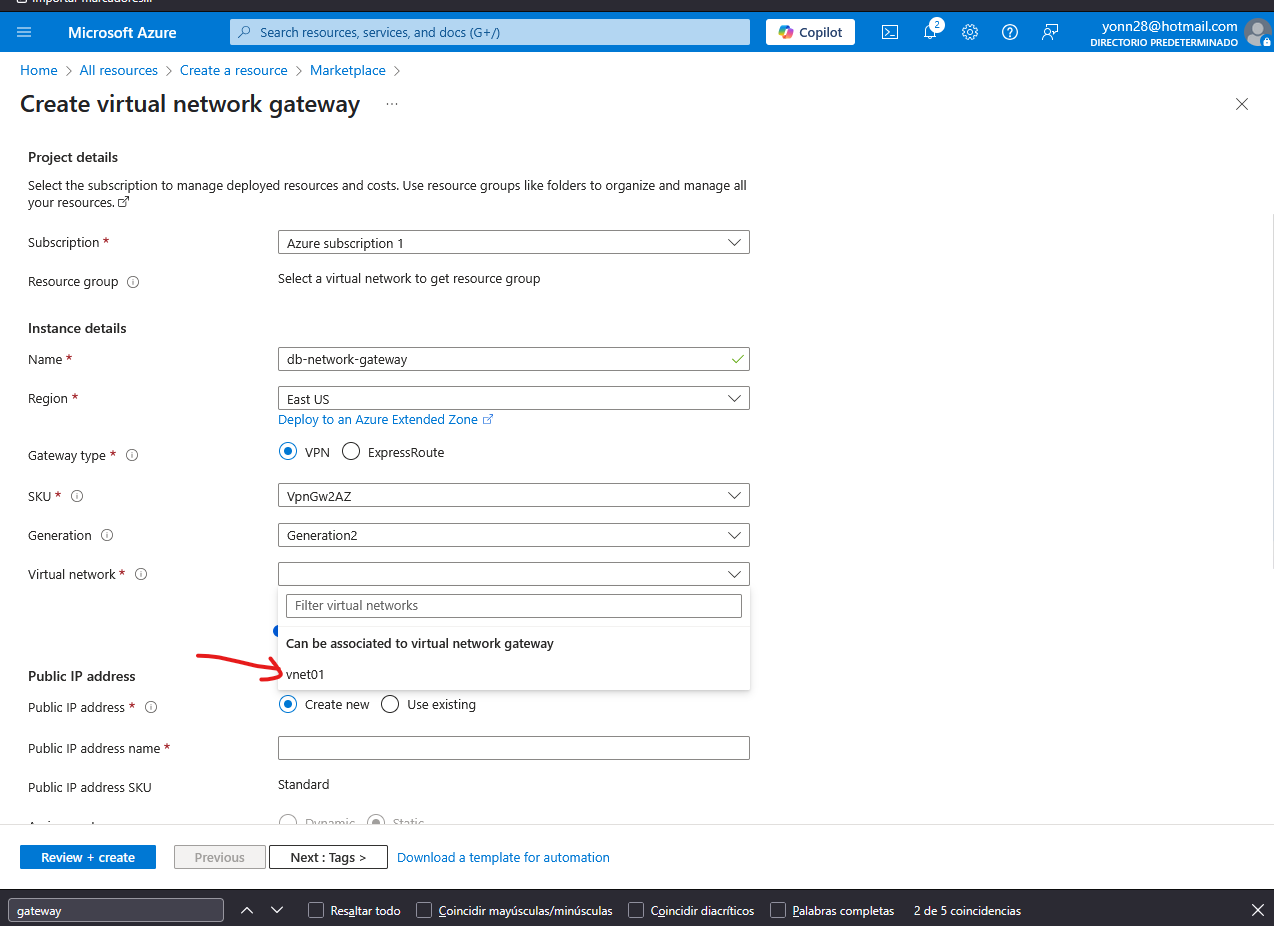 Importar marcadores...
Microsoft Azure
Search resources, services, and docs (G+/)
Copilot
2
yonn28@hotmail.com
DIRECTORIO PREDETERMINADO
Home > All resources > Create a resource > Marketplace >
Create virtual network gateway ...
Project details
Select the subscription to manage deployed resources and costs. Use resource groups like folders to organize and manage all
your resources.
Subscription * Azure subscription 1
Resource group Select a virtual network to get resource group
Instance details
Name * db-network-gateway
Region * East US
Deploy to an Azure Extended Zone
Gateway type * VPN ExpressRoute
SKU * VpnGw2AZ
Generation Generation2
Virtual network *
Filter virtual networks
Can be associated to virtual network gateway
vnet01
Public IP address
Public IP address * Create new Use existing
Public IP address name *
Public IP address SKU Standard
Dynamic Static
Review + create Previous Next : Tags > Download a template for automation
gateway Resaltar todo Coincidir mayúsculas/minúsculas Coincidir diacríticos Palabras completas 2 de 5 coincidencias